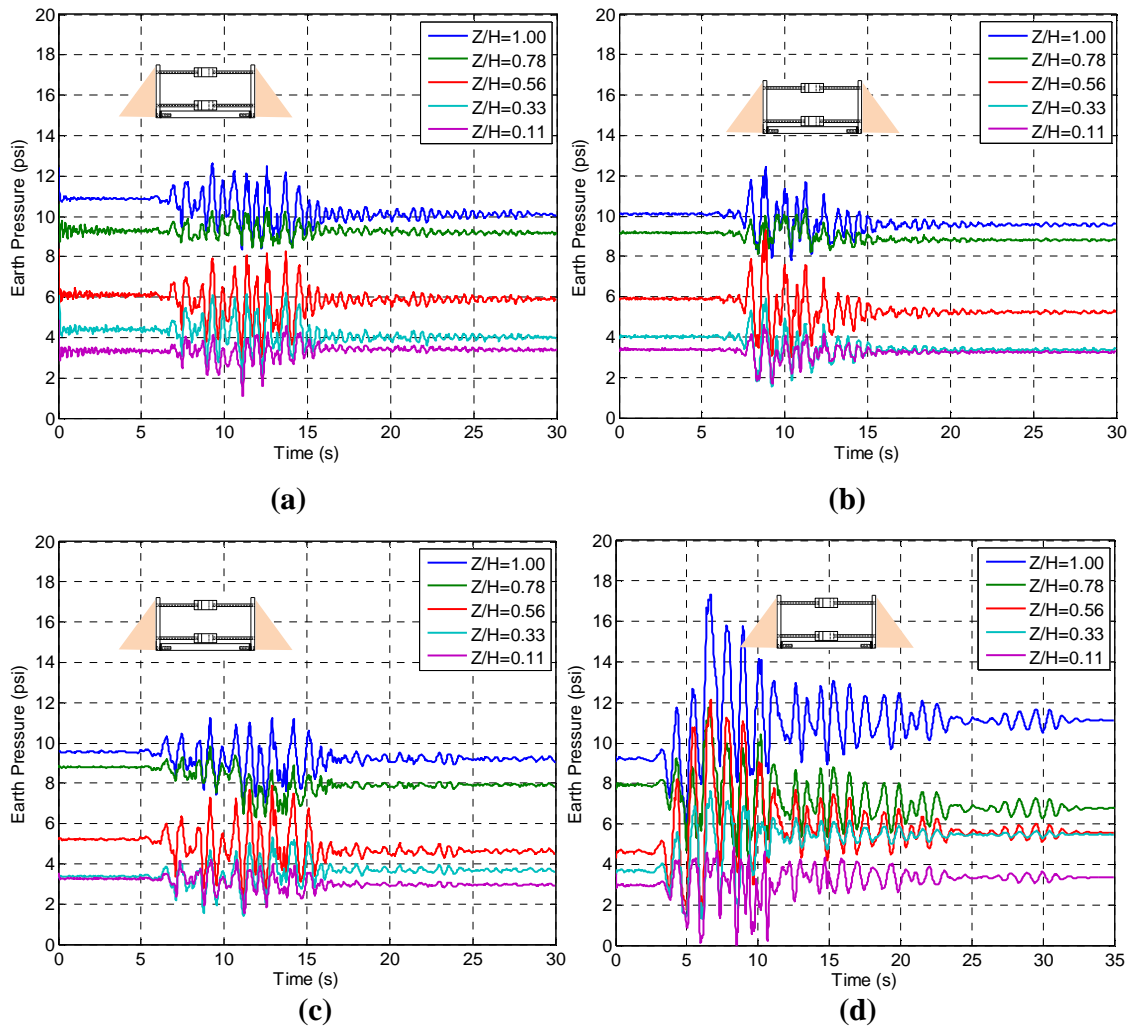 20
18
16
14
12
10
8
6
4
2
0
Earth Pressure (psi)
0 5 10 15 20 25 30
Time (s)
Z/H=1.00
Z/H=0.78
Z/H=0.56
Z/H=0.33
Z/H=0.11
(a)
20
18
16
14
12
10
8
6
4
2
0
Earth Pressure (psi)
0 5 10 15 20 25 30
Time (s)
Z/H=1.00
Z/H=0.78
Z/H=0.56
Z/H=0.33
Z/H=0.11
(b)
20
18
16
14
12
10
8
6
4
2
0
Earth Pressure (psi)
0 5 10 15 20 25 30
Time (s)
Z/H=1.00
Z/H=0.78
Z/H=0.56
Z/H=0.33
Z/H=0.11
(c)
20
18
16
14
12
10
8
6
4
2
0
Earth Pressure (psi)
0 5 10 15 20 25 30 35
Time (s)
Z/H=1.00
Z/H=0.78
Z/H=0.56
Z/H=0.33
Z/H=0.11
(d)